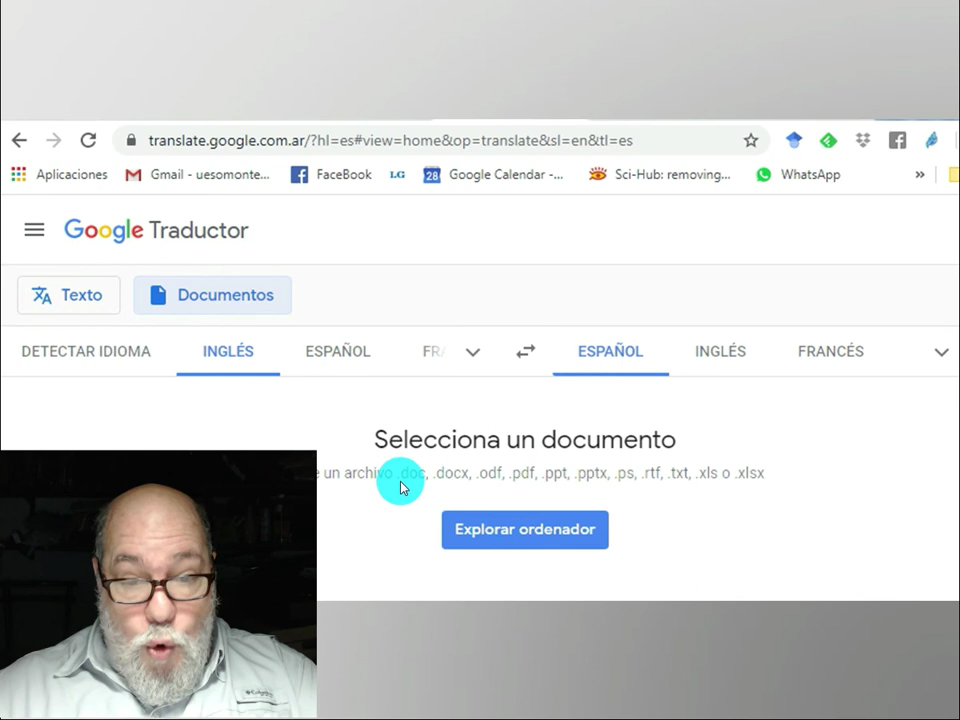 translate.google.com.ar/?hl=es#view=home&op=translate&sl=en&tl=es
Aplicaciones Gmail - uesomonte... FaceBook LG 28 Google Calendar -... Sci-Hub: removing... WhatsApp »
Google Traductor
Texto Documentos
DETECTAR IDIOMA INGLÉS ESPAÑOL FRA ESPAÑOL INGLÉS FRANCÉS
Selecciona un documento
un archivo .doc, .docx, .odf, .pdf, .ppt, .pptx, .ps, .rtf, .txt, .xls o .xlsx
Explorar ordenador
Columbia